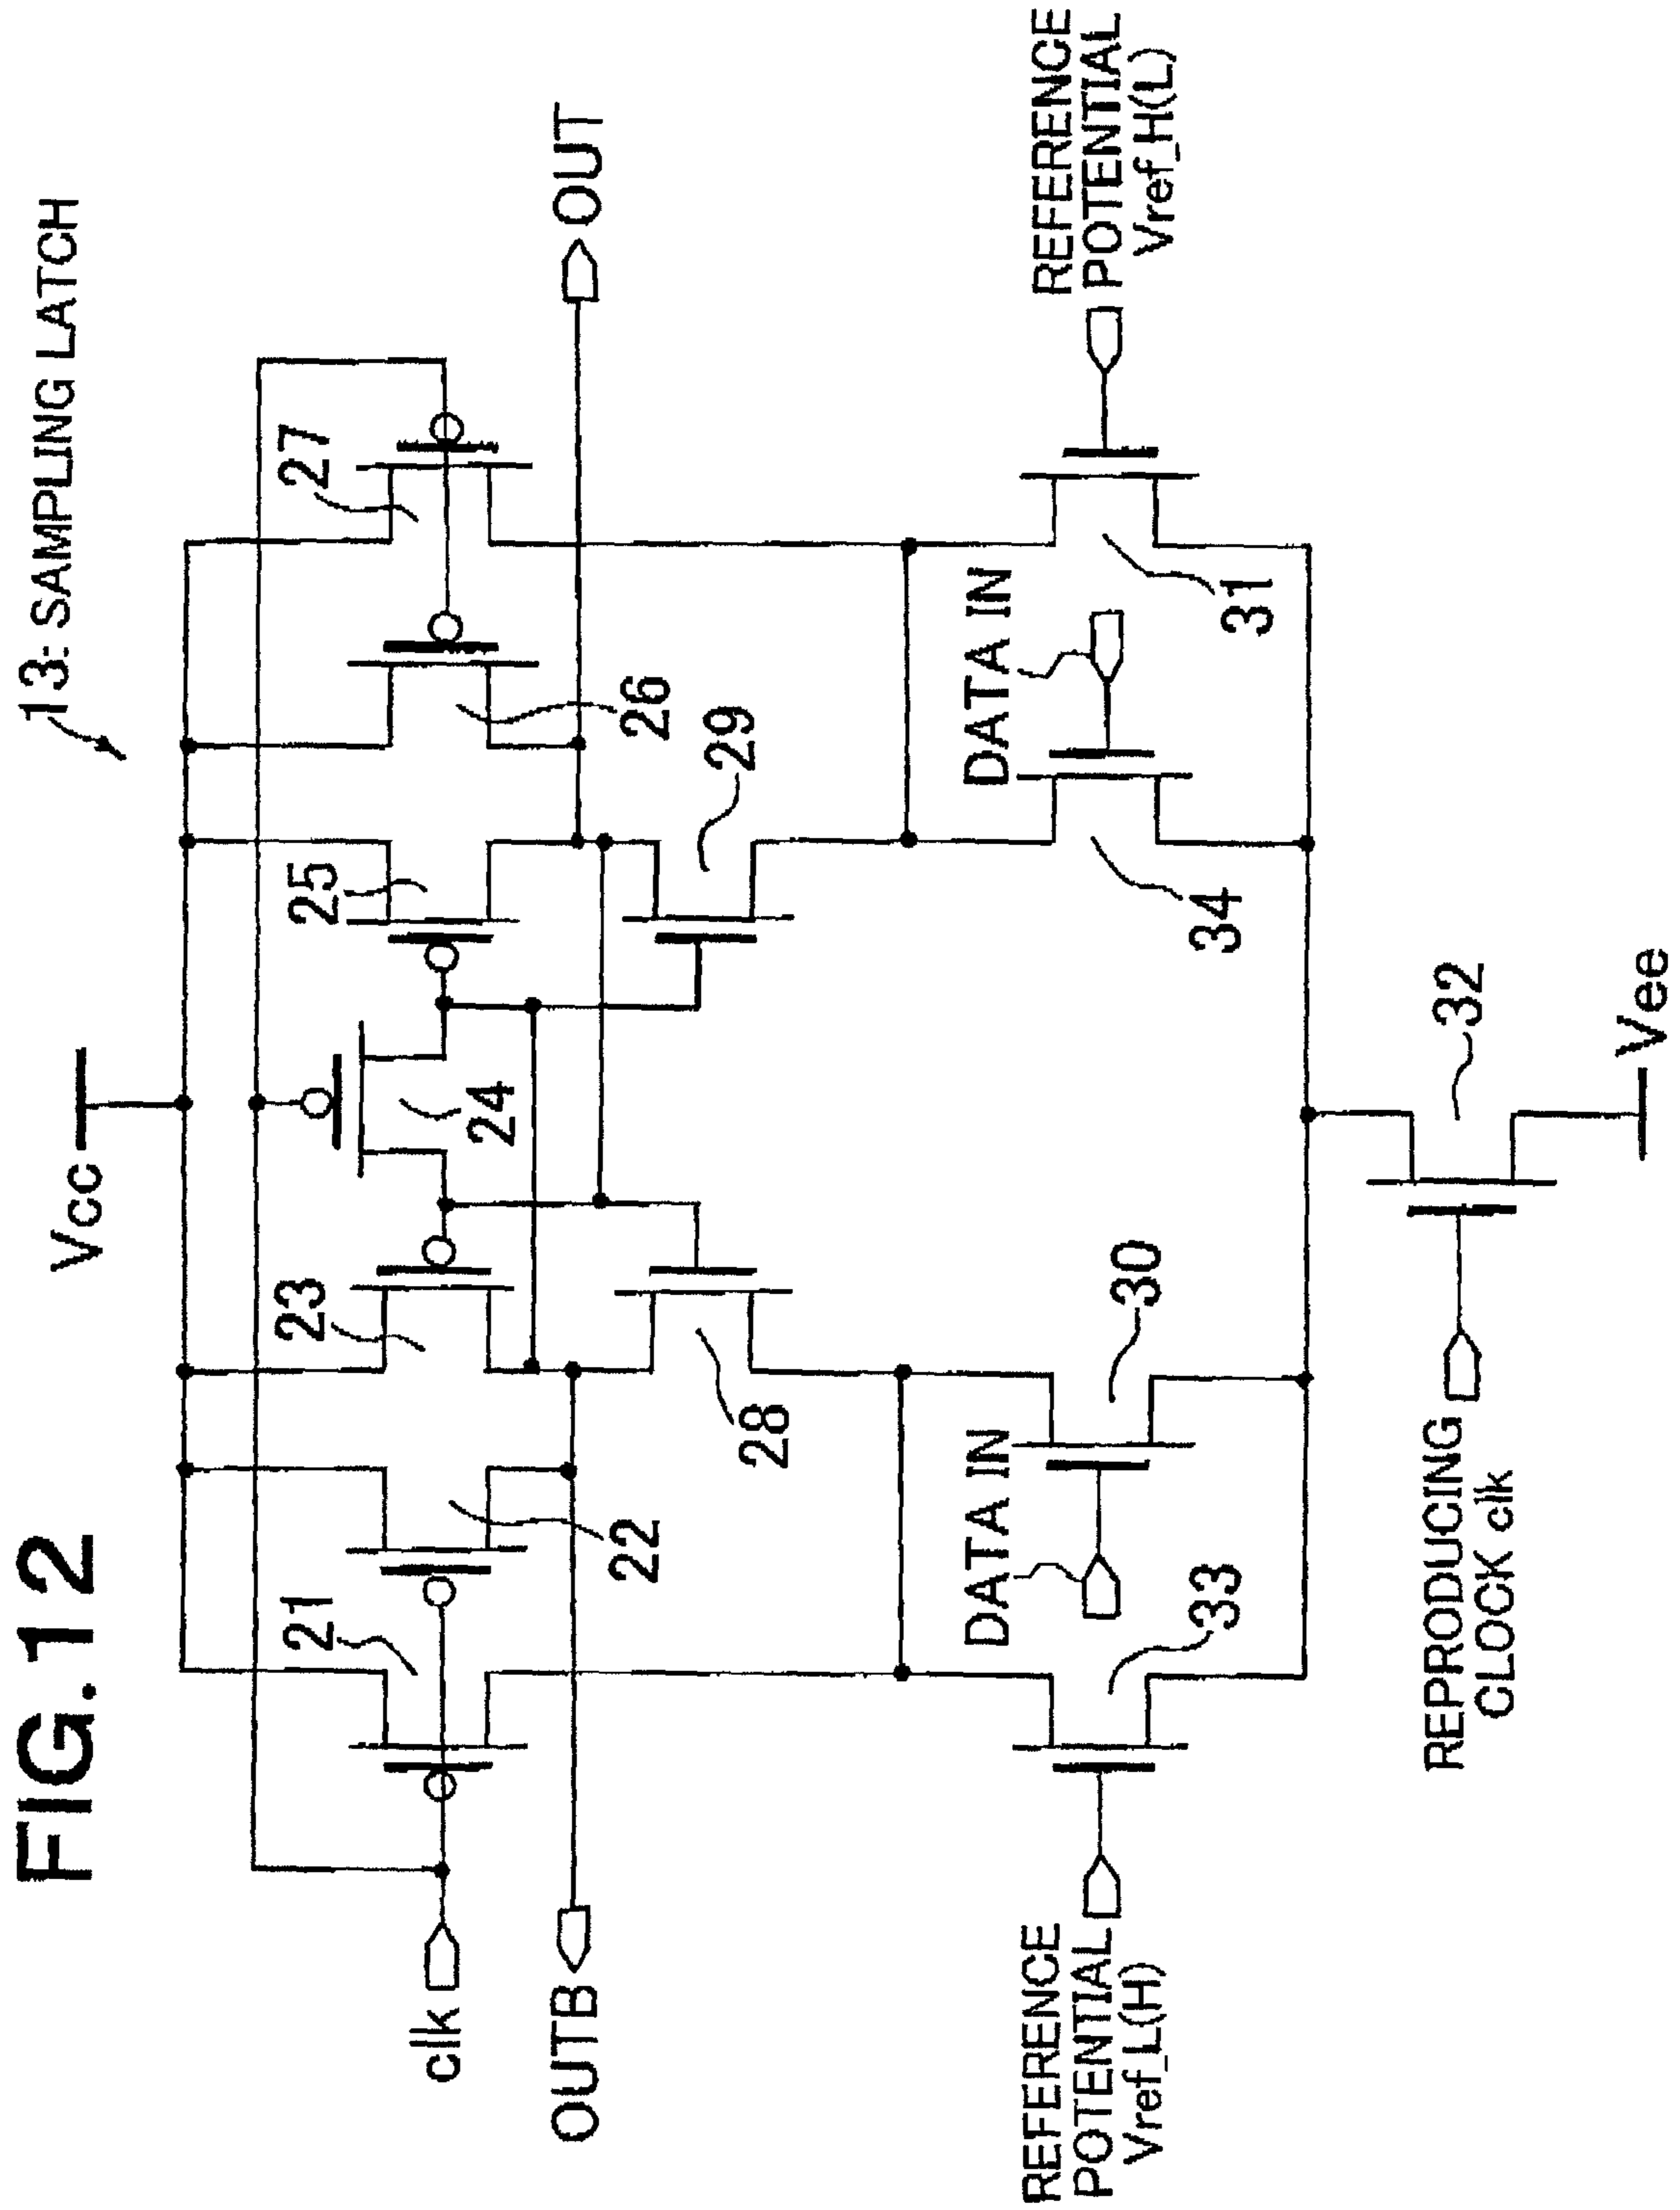 FIG.12
13: SAMPLING LATCH
Vcc
clk
21
22
23
24
25
26
27
OUTB
OUT
28
29
DATA IN
DATA IN
REFERENCE
POTENTIAL
Vref_L(H)
33
30
34
31
REFERENCE
POTENTIAL
Vref_H(L)
REPRODUCING
CLOCK clk
32
Vee